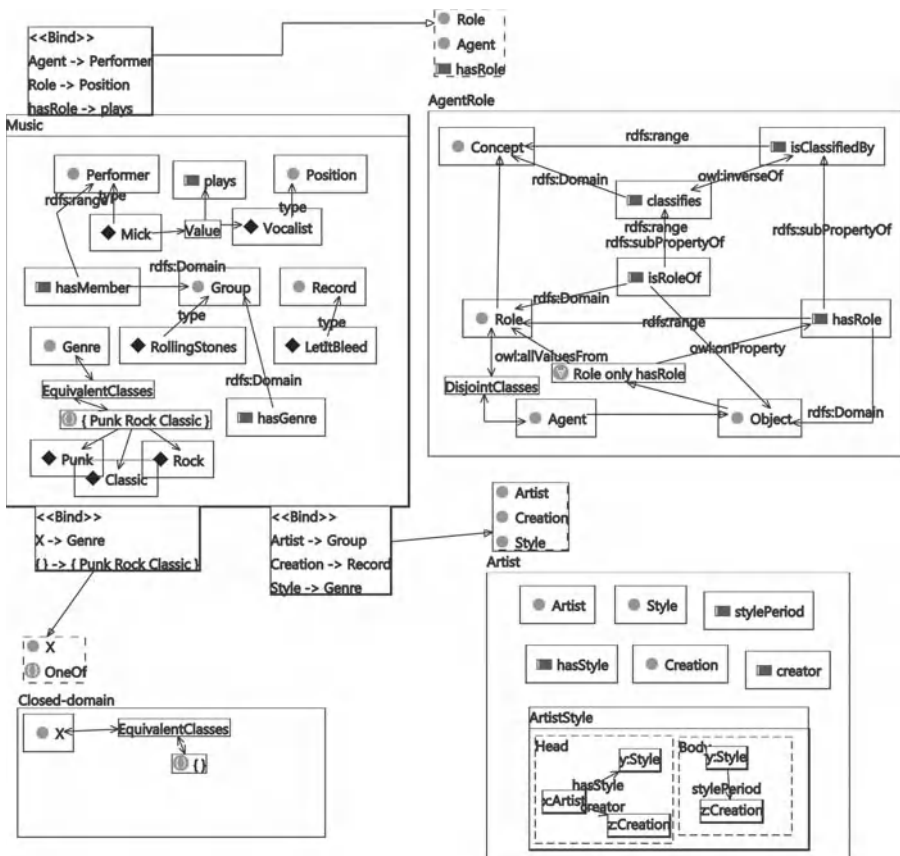 <<Bind>>
Agent -> Performer
Role -> Position
hasRole -> plays
Role
Agent
hasRole
Music
Performer
plays
Position
rdfs:range
type
type
Mick
Value
Vocalist
rdfs:Domain
hasMember
Group
Record
type
type
Genre
RollingStones
LetItBleed
EquivalentClasses
rdfs:Domain
{ Punk Rock Classic }
hasGenre
Punk
Rock
Classic
AgentRole
Concept
rdfs:range
isClassifiedBy
rdfs:Domain
owl:inverseOf
classifies
rdfs:range
rdfs:subPropertyOf
rdfs:subPropertyOf
isRoleOf
rdfs:Domain
Role
rdfs:range
hasRole
owl:allValuesFrom
owl:onProperty
Role only hasRole
DisjointClasses
Agent
Object
rdfs:Domain
<<Bind>>
X -> Genre
{ } -> { Punk Rock Classic }
<<Bind>>
Artist -> Group
Creation -> Record
Style -> Genre
Artist
Creation
Style
X
OneOf
Closed-domain
X
EquivalentClasses
{ }
Artist
Artist
Style
stylePeriod
hasStyle
Creation
creator
ArtistStyle
Head
y:Style
hasStyle
x:Artist
creator
z:Creation
Body
y:Style
stylePeriod
z:Creation